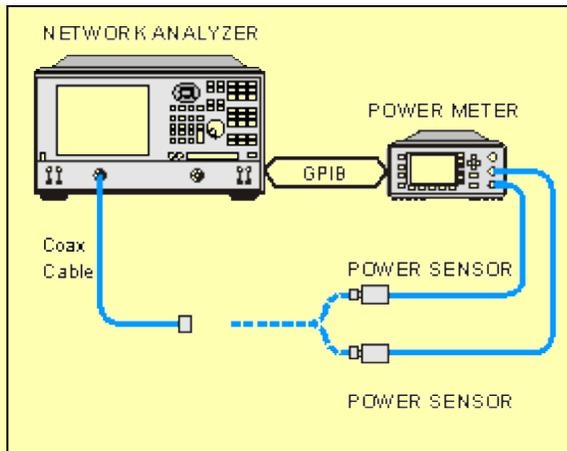 NETWORK ANALYZER
POWER METER
GPIB
Coax
Cable
POWER SENSOR
POWER SENSOR